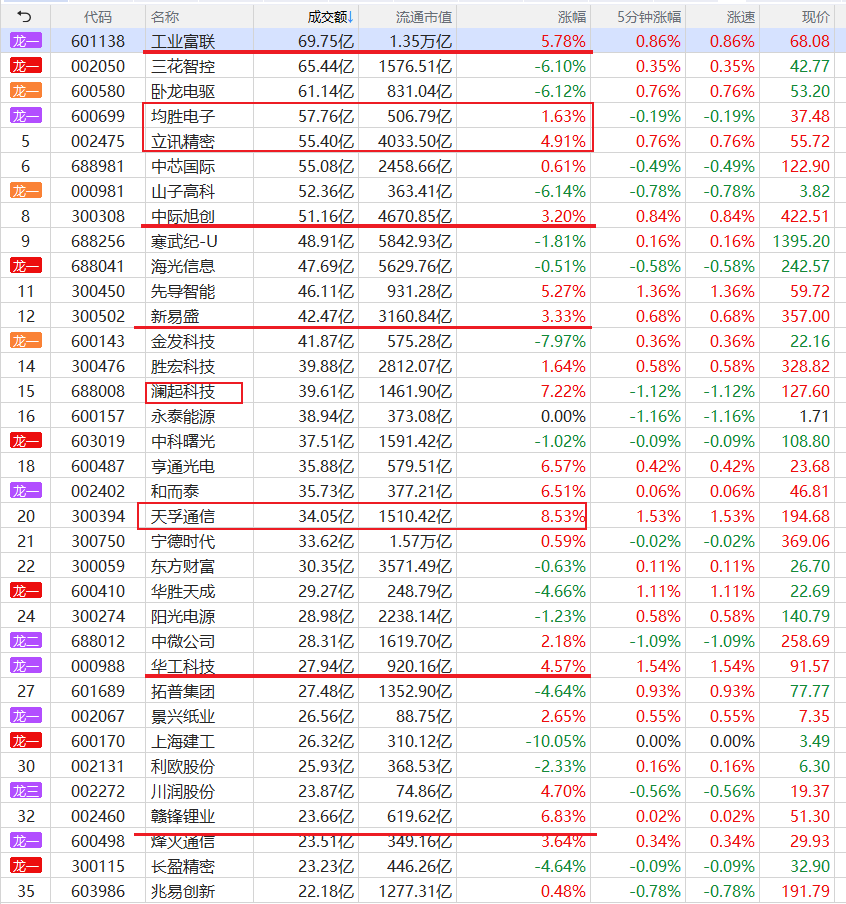 代码 名称 成交额↓ 流通市值 涨幅 5分钟涨幅 涨速 现价
龙一 601138 工业富联 69.75亿 1.35万亿 5.78% 0.86% 0.86% 68.08
龙一 002050 三花智控 65.44亿 1576.51亿 -6.10% 0.35% 0.35% 42.77
龙一 600580 卧龙电驱 61.14亿 831.04亿 -6.12% 0.76% 0.76% 53.20
龙一 600699 均胜电子 57.76亿 506.79亿 1.63% -0.19% -0.19% 37.48
5 002475 立讯精密 55.40亿 4033.50亿 4.91% 0.76% 0.76% 55.72
6 688981 中芯国际 55.08亿 2458.66亿 0.61% -0.49% -0.49% 122.90
龙一 000981 山子高科 52.36亿 363.41亿 -6.14% -0.78% -0.78% 3.82
8 300308 中际旭创 51.16亿 4670.85亿 3.20% 0.84% 0.84% 422.51
9 688256 寒武纪-U 48.91亿 5842.93亿 -1.81% 0.16% 0.16% 1395.20
龙一 688041 海光信息 47.69亿 5629.76亿 -0.51% -0.58% -0.58% 242.57
11 300450 先导智能 46.11亿 931.28亿 5.27% 1.36% 1.36% 59.72
12 300502 新易盛 42.47亿 3160.84亿 3.33% 0.68% 0.68% 357.00
龙一 600143 金发科技 41.87亿 575.28亿 -7.97% 0.36% 0.36% 22.16
14 300476 胜宏科技 39.88亿 2812.07亿 1.64% 0.58% 0.58% 328.82
15 688008 澜起科技 39.61亿 1461.90亿 7.22% -1.12% -1.12% 127.60
16 600157 永泰能源 38.94亿 373.08亿 0.00% -1.16% -1.16% 1.71
龙一 603019 中科曙光 37.51亿 1591.42亿 -1.02% -0.09% -0.09% 108.80
18 600487 亨通光电 35.88亿 579.51亿 6.57% 0.42% 0.42% 23.68
龙一 002402 和而泰 35.73亿 377.21亿 6.51% 0.06% 0.06% 46.81
20 300394 天孚通信 34.05亿 1510.42亿 8.53% 1.53% 1.53% 194.68
21 300750 宁德时代 33.62亿 1.57万亿 0.59% -0.02% -0.02% 369.06
22 300059 东方财富 30.35亿 3571.49亿 -0.63% 0.11% 0.11% 26.70
龙一 600410 华胜天成 29.27亿 248.79亿 -4.66% 1.11% 1.11% 22.69
24 300274 阳光电源 28.98亿 2238.14亿 -1.23% 0.58% 0.58% 140.79
龙二 688012 中微公司 28.31亿 1619.70亿 2.18% -1.09% -1.09% 258.69
龙一 000988 华工科技 27.94亿 920.16亿 4.57% 1.54% 1.54% 91.57
27 601689 拓普集团 27.48亿 1352.90亿 -4.64% 0.93% 0.93% 77.77
龙一 002067 景兴纸业 26.56亿 88.75亿 2.65% 0.55% 0.55% 7.35
龙一 600170 上海建工 26.32亿 310.12亿 -10.05% 0.00% 0.00% 3.49
30 002131 利欧股份 25.93亿 368.53亿 -2.33% 0.16% 0.16% 6.30
龙三 002272 川润股份 23.87亿 74.86亿 4.70% -0.56% -0.56% 19.37
32 002460 赣锋锂业 23.66亿 619.62亿 6.83% 0.02% 0.02% 51.30
龙一 600498 烽火通信 23.51亿 349.16亿 3.64% 0.34% 0.34% 29.93
龙一 300115 长盈精密 23.23亿 446.26亿 -4.64% -0.09% -0.09% 32.90
35 603986 兆易创新 22.18亿 1277.31亿 0.48% -0.78% -0.78% 191.79